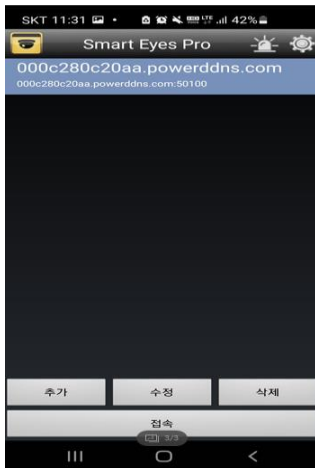 SKT 11:31
LTE 42%
Smart Eyes Pro
000c280c20aa.powerddns.com
000c280c20aa.powerddns.com:50100
추가 수정 삭제
접속
3/3